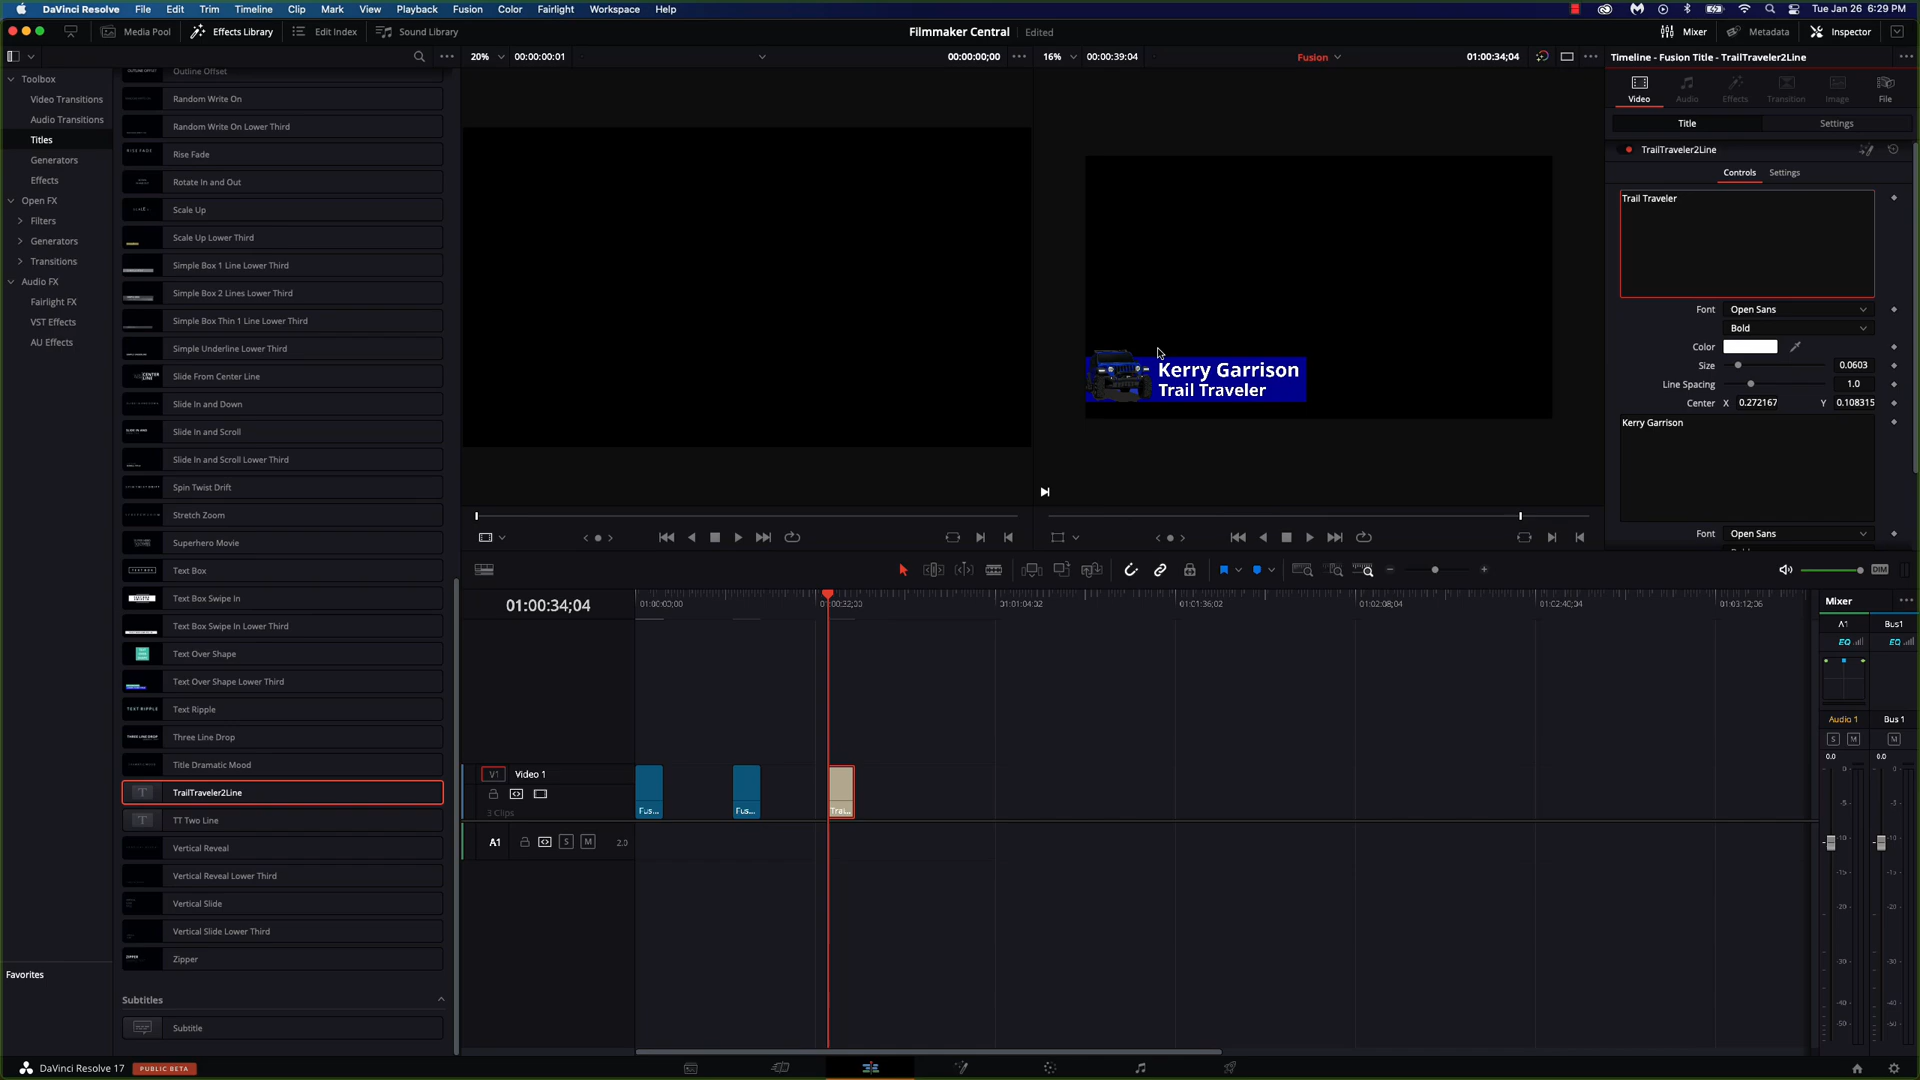 DaVinci Resolve File Edit Trim Timeline Clip Mark View Playback Fusion Color Fairlight Workspace Help Tue Jan 26 6:29 PM
Media Pool Effects Library Edit Index Sound Library Filmmaker Central Edited Mixer Metadata Inspector
20% 00:00:00:01 00:00:00;00 16% 00:00:39:04 Fusion 01:00:34;04 Timeline - Fusion Title - TrailTraveler2Line
Toolbox
Video Transitions
Audio Transitions
Titles
Generators
Effects
Open FX
Filters
Generators
Transitions
Audio FX
Fairlight FX
VST Effects
AU Effects
Favorites
Outline Offset
Random Write On
Random Write On Lower Third
Rise Fade
Rotate In and Out
Scale Up
Scale Up Lower Third
Simple Box 1 Line Lower Third
Simple Box 2 Lines Lower Third
Simple Box Thin 1 Line Lower Third
Simple Underline Lower Third
Slide From Center Line
Slide In and Down
Slide In and Scroll
Slide In and Scroll Lower Third
Spin Twist Drift
Stretch Zoom
Superhero Movie
Text Box
Text Box Swipe In
Text Box Swipe In Lower Third
Text Over Shape
Text Over Shape Lower Third
Text Ripple
Three Line Drop
Title Dramatic Mood
TrailTraveler2Line
TT Two Line
Vertical Reveal
Vertical Reveal Lower Third
Vertical Slide
Vertical Slide Lower Third
Zipper
Subtitles
Subtitle
Kerry Garrison
Trail Traveler
Video Audio Effects Transition Image File
Title Settings
TrailTraveler2Line
Controls Settings
Trail Traveler
Font Open Sans
Bold
Color
Size 0.0603
Line Spacing 1.0
Center X 0.272167 Y 0.108315
Kerry Garrison
Font Open Sans
DIM
01:00:34;04
01:00:00;00 01:00:32;00 01:01:04;02 01:01:36;02 01:02:08;04 01:02:40;04 01:03:12;06
V1 Video 1
3 Clips
Fus... Fus... Trai...
A1 S M 2.0
Mixer
A1 Bus1
EQ EQ
Audio 1 Bus 1
S M M
0.0 0.0
DaVinci Resolve 17 PUBLIC BETA